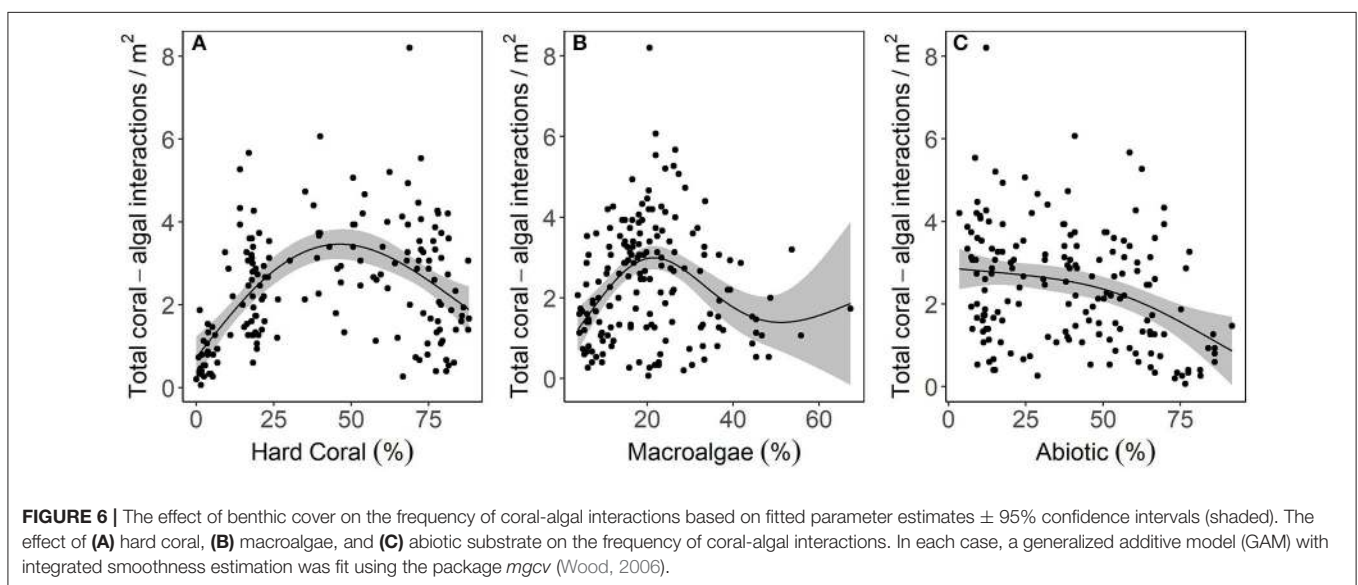 A
B
C
Total coral – algal interactions / m²
8
6
4
2
0
0 25 50 75
Hard Coral (%)
Total coral – algal interactions / m²
8
6
4
2
0
20 40 60
Macroalgae (%)
Total coral – algal interactions / m²
8
6
4
2
0
0 25 50 75
Abiotic (%)
FIGURE 6 | The effect of benthic cover on the frequency of coral-algal interactions based on fitted parameter estimates ± 95% confidence intervals (shaded). The
effect of (A) hard coral, (B) macroalgae, and (C) abiotic substrate on the frequency of coral-algal interactions. In each case, a generalized additive model (GAM) with
integrated smoothness estimation was fit using the package mgcv (Wood, 2006).